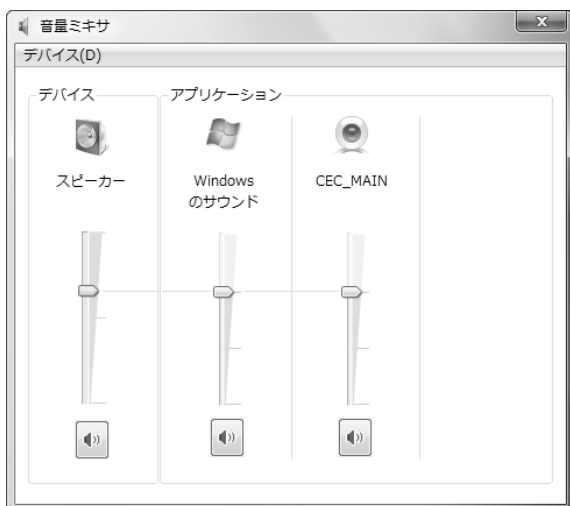 音量ミキサ
デバイス(D)
デバイス
アプリケーション
スピーカー
Windows
のサウンド
CEC_MAIN